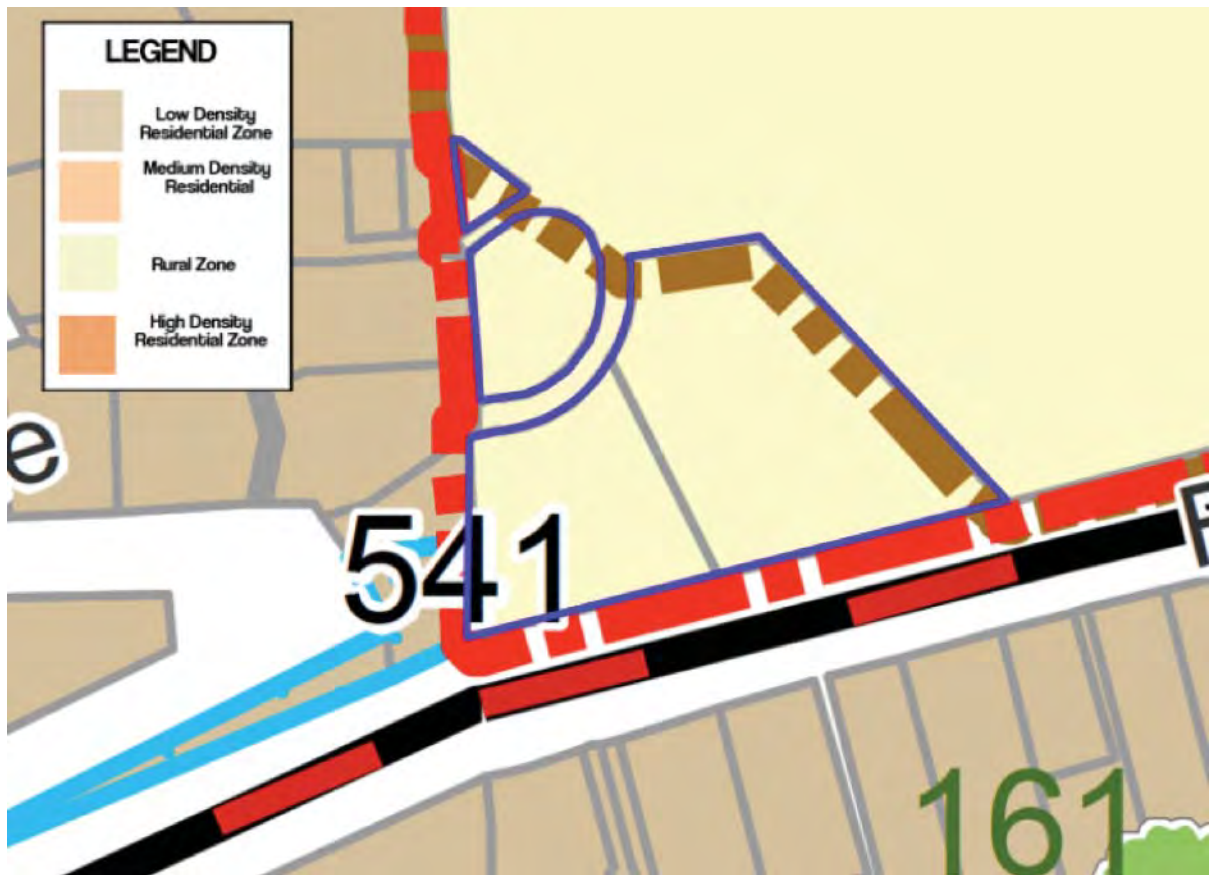 LEGEND
Low Density
Residential Zone
Medium Density
Residential
Rural Zone
High Density
Residential Zone
e
541
161